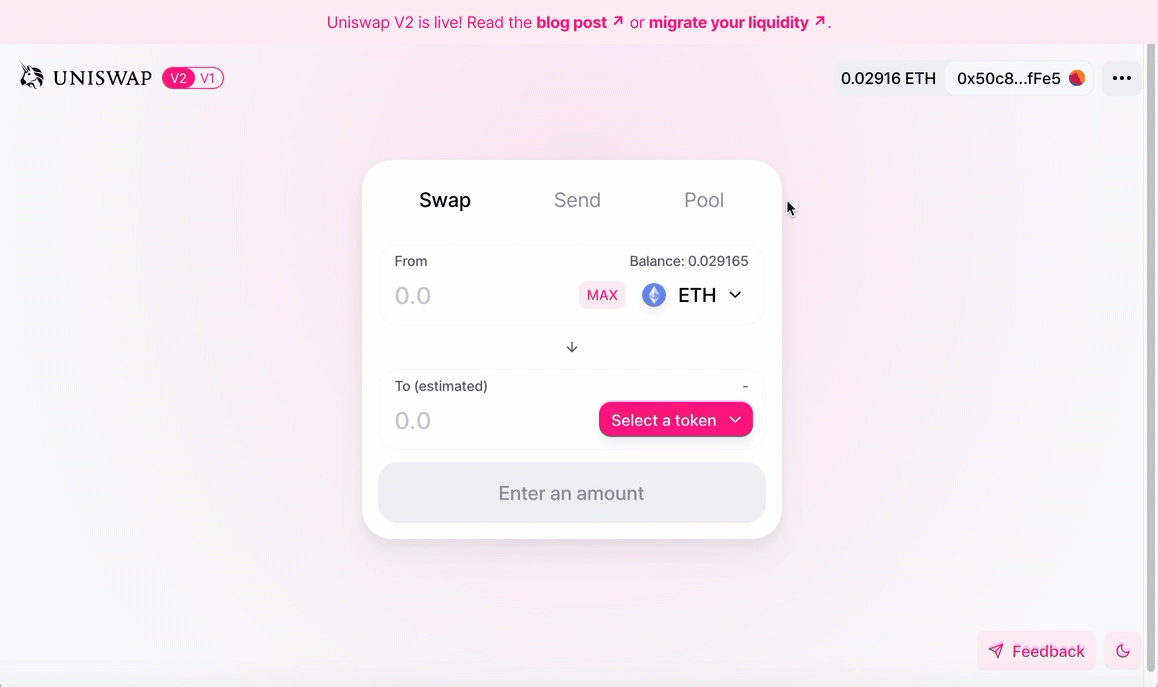 Uniswap V2 is live! Read the blog post ↗ or migrate your liquidity ↗.
UNISWAP V2 V1
0.02916 ETH 0x50c8...fFe5
Swap Send Pool
From Balance: 0.029165
0.0 MAX ETH
To (estimated) -
0.0 Select a token
Enter an amount
Feedback